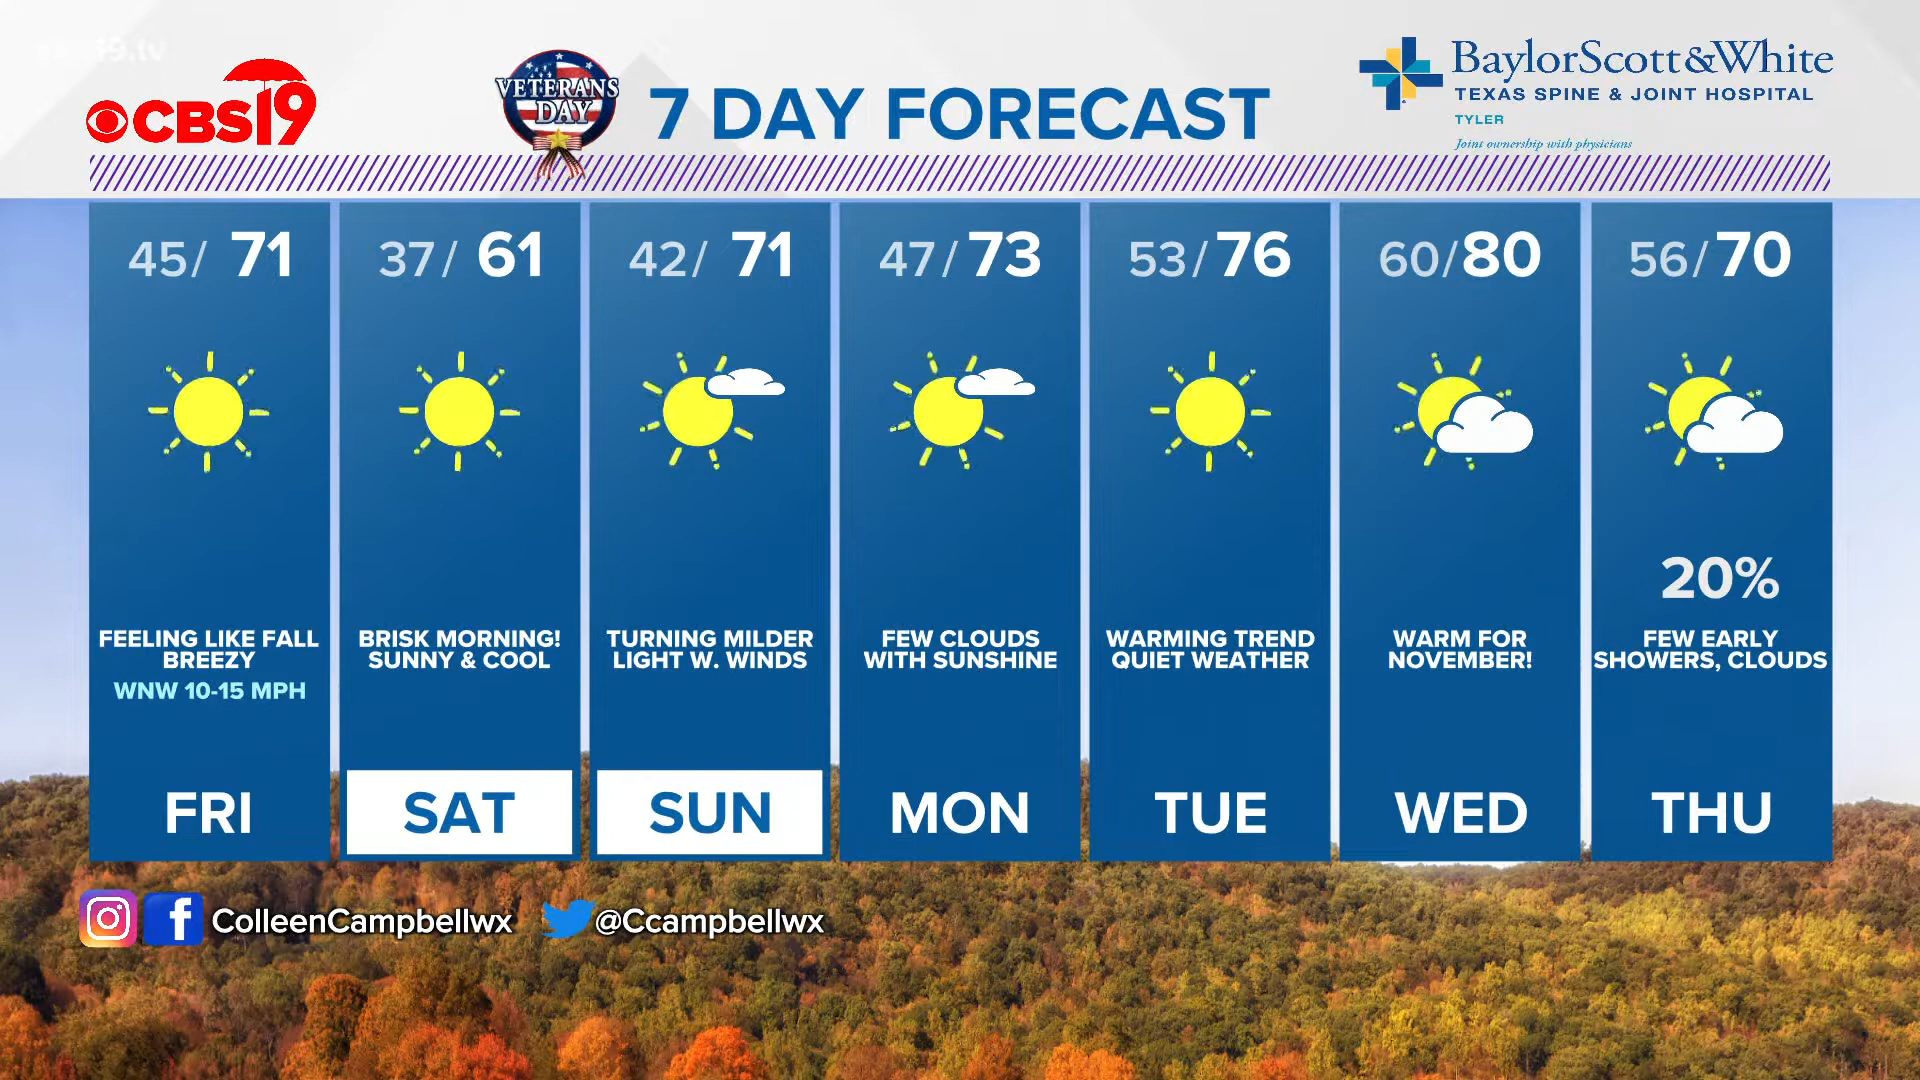 CBS19
VETERANS
DAY
7 DAY FORECAST
BaylorScott&White
TEXAS SPINE & JOINT HOSPITAL
TYLER
Joint ownership with physicians
45/ 71
37/ 61
42/ 71
47/73
53/76
60/80
56/70
20%
FEELING LIKE FALL
BREEZY
WNW 10-15 MPH
BRISK MORNING!
SUNNY & COOL
TURNING MILDER
LIGHT W. WINDS
FEW CLOUDS
WITH SUNSHINE
WARMING TREND
QUIET WEATHER
WARM FOR
NOVEMBER!
FEW EARLY
SHOWERS, CLOUDS
FRI
SAT
SUN
MON
TUE
WED
THU
ColleenCampbellwx
@Ccampbellwx